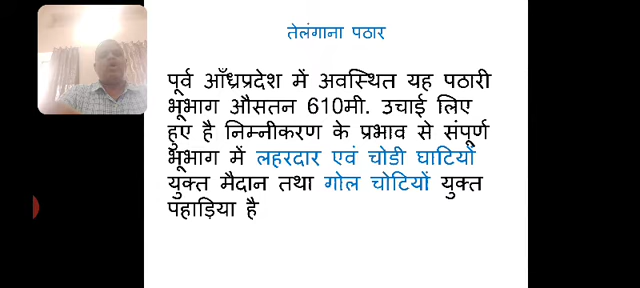 तेलंगाना पठार
पूर्व आँध्रप्रदेश में अवस्थित यह पठारी
भूभाग औसतन 610मी. उचाई लिए
हुए है निम्नीकरण के प्रभाव से संपूर्ण
भूभाग में लहरदार एवं चोडी घाटियों
युक्त मैदान तथा गोल चोटियों युक्त
पहाड़िया है